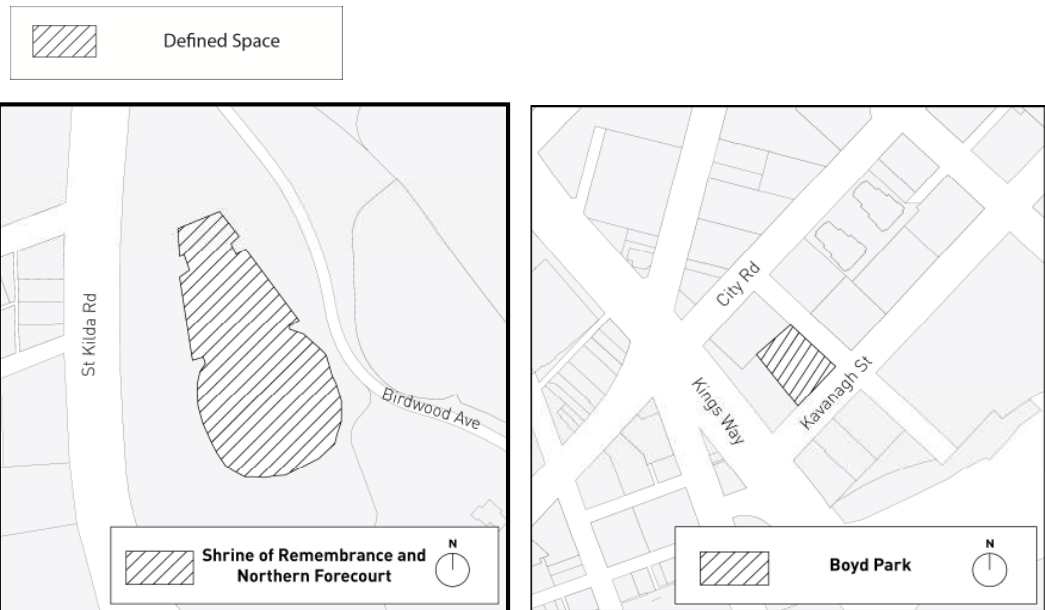 Defined Space
St Kilda Rd
Birdwood Ave
Shrine of Remembrance and
Northern Forecourt
N
City Rd
Kings Way
Kavanagh St
Boyd Park
N